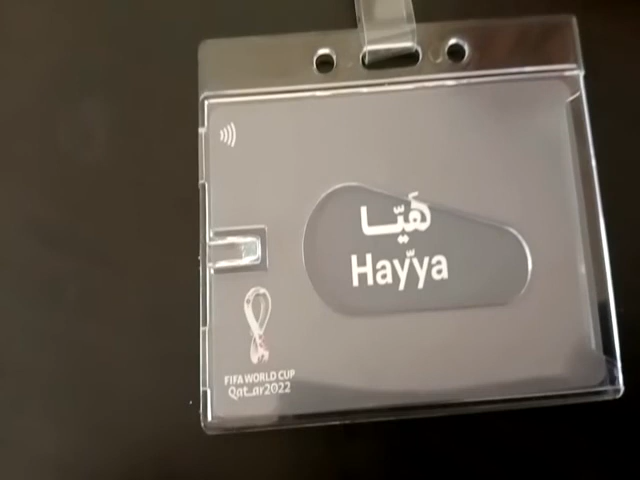 هَيّا
Hayya
FIFA WORLD CUP
Qatar2022